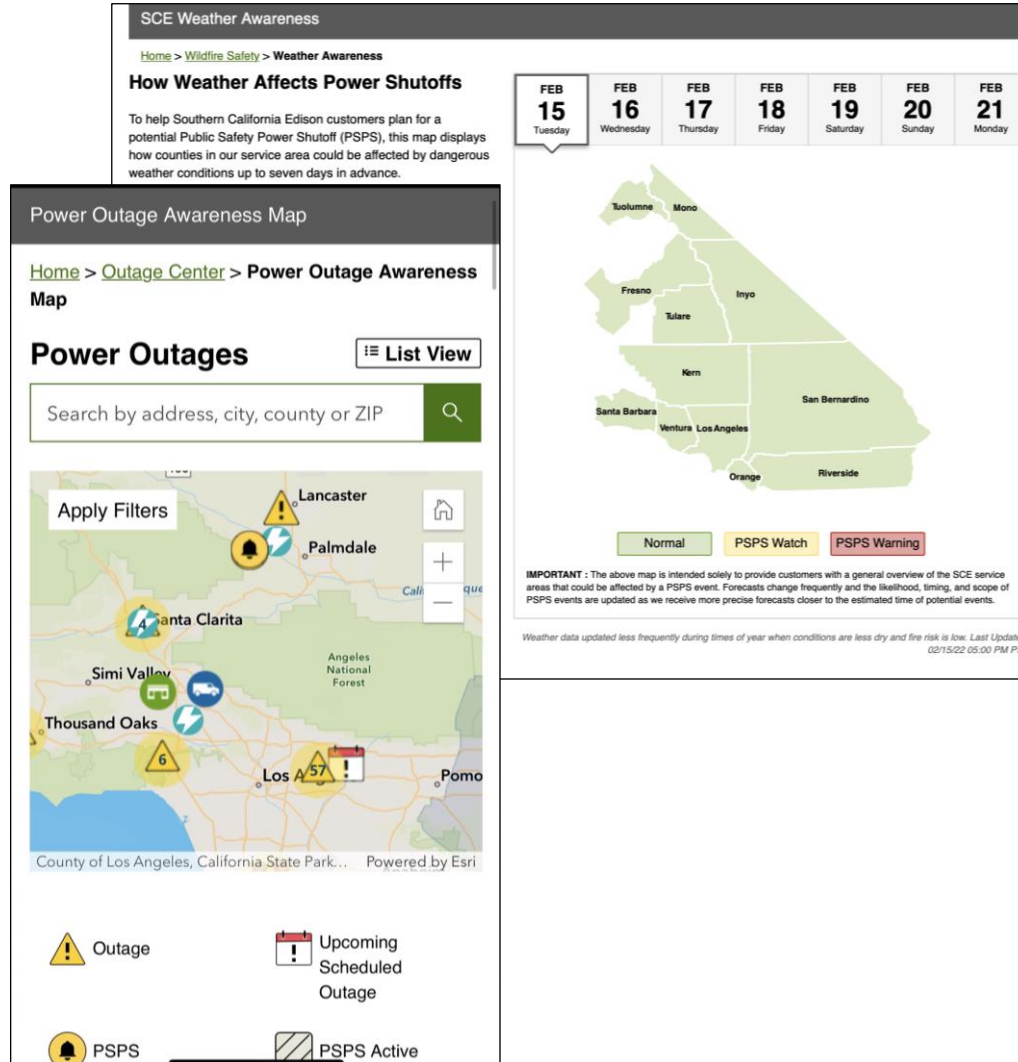 SCE Weather Awareness
Home > Wildfire Safety > Weather Awareness
How Weather Affects Power Shutoffs
To help Southern California Edison customers plan for a
potential Public Safety Power Shutoff (PSPS), this map displays
how counties in our service area could be affected by dangerous
weather conditions up to seven days in advance.
FEB
15
Tuesday
FEB
16
Wednesday
FEB
17
Thursday
FEB
18
Friday
FEB
19
Saturday
FEB
20
Sunday
FEB
21
Monday
Tuolumne
Mono
Fresno
Inyo
Tulare
Kern
San Bernardino
Santa Barbara
Ventura
Los Angeles
Orange
Riverside
Normal
PSPS Watch
PSPS Warning
IMPORTANT : The above map is intended solely to provide customers with a general overview of the SCE service
areas that could be affected by a PSPS event. Forecasts change frequently and the likelihood, timing, and scope of
PSPS events are updated as we receive more precise forecasts closer to the estimated time of potential events.
Weather data updated less frequently during times of year when conditions are less dry and fire risk is low. Last Update
02/15/22 05:00 PM P
Power Outage Awareness Map
Home > Outage Center > Power Outage Awareness
Map
Power Outages
List View
Search by address, city, county or ZIP
Apply Filters
Lancaster
Palmdale
4
anta Clarita
Simi Valley
Angeles
National
Forest
Thousand Oaks
6
Los A
57
Pomo
County of Los Angeles, California State Park...
Powered by Esri
Outage
Upcoming
Scheduled
Outage
PSPS
PSPS Active